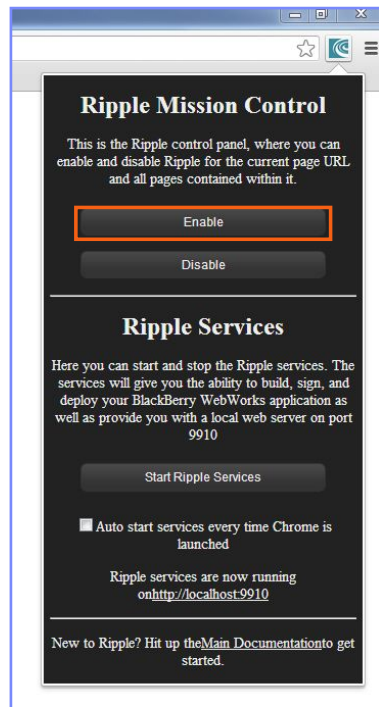 Ripple Mission Control
This is the Ripple control panel, where you can
enable and disable Ripple for the current page URL
and all pages contained within it.
Enable
Disable
Ripple Services
Here you can start and stop the Ripple services. The
services will give you the ability to build, sign, and
deploy your BlackBerry WebWorks application as
well as provide you with a local web server on port
9910
Start Ripple Services
Auto start services every time Chrome is
launched
Ripple services are now running
onhttp://localhost:9910
New to Ripple? Hit up theMain Documentationto get
started.